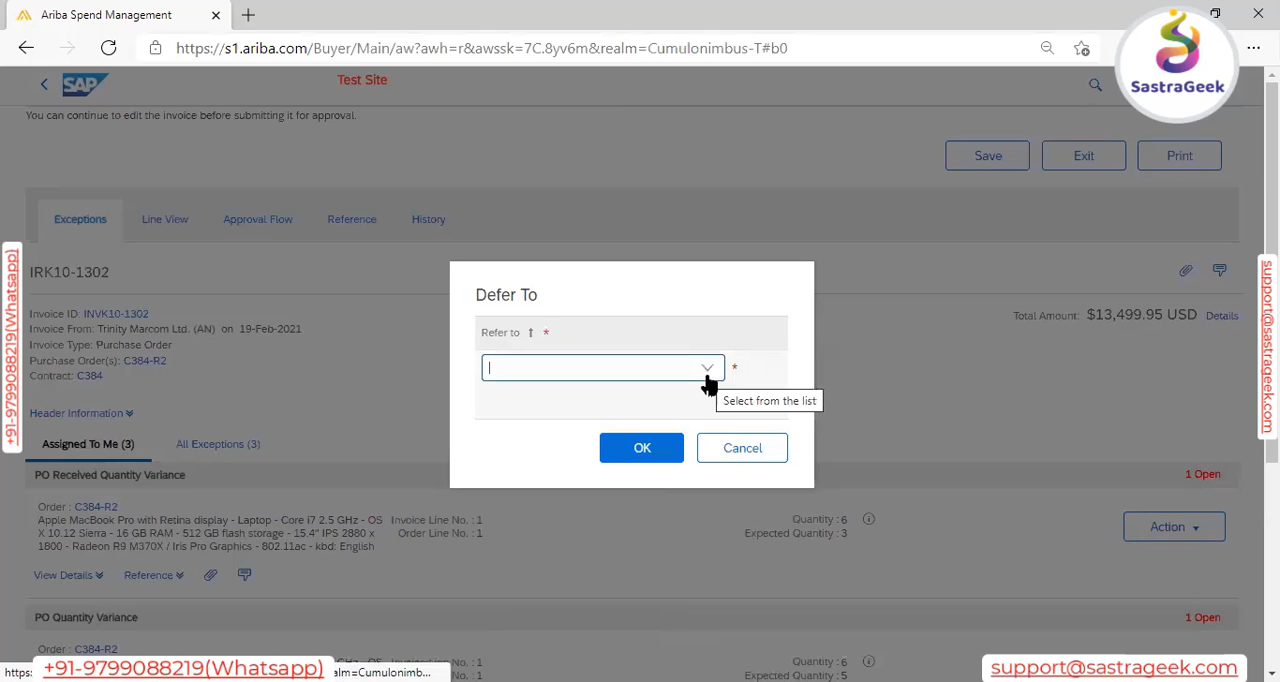 Ariba Spend Management
https://s1.ariba.com/Buyer/Main/aw?awh=r&awssk=7C.8yv6m&realm=Cumulonimbus-T#b0
SastraGeek
SAP
Test Site
You can continue to edit the invoice before submitting it for approval.
Save Exit Print
Exceptions Line View Approval Flow Reference History
IRK10-1302
Invoice ID: INVK10-1302
Invoice From: Trinity Marcom Ltd. (AN) on 19-Feb-2021
Invoice Type: Purchase Order
Purchase Order(s): C384-R2
Contract: C384
Total Amount: $13,499.95 USD Details
Header Information
Assigned To Me (3) All Exceptions (3)
Defer To
Refer to *
*
Select from the list
OK Cancel
PO Received Quantity Variance 1 Open
Order : C384-R2
Apple MacBook Pro with Retina display - Laptop - Core i7 2.5 GHz - OS
X 10.12 Sierra - 16 GB RAM - 512 GB flash storage - 15.4" IPS 2880 x
1800 - Radeon R9 M370X / Iris Pro Graphics - 802.11ac - kbd: English
Invoice Line No. : 1
Order Line No. : 1
Quantity : 6
Expected Quantity : 3
Action
View Details Reference
PO Quantity Variance 1 Open
Order : C384-R2
Invoice Line No. : 1
Quantity : 6
https: alm=Cumulonimb...
+91-9799088219(Whatsapp)
support@sastrageek.com
+91-9799088219(Whatsapp)
support@sastrageek.com